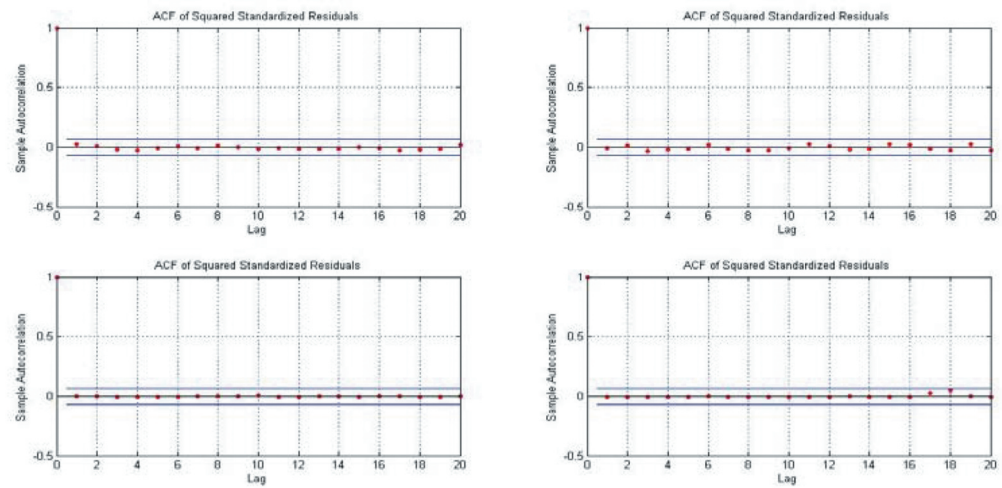 ACF of Squared Standardized Residuals
1
0.5
0
-0.5
Sample Autocorrelation
0 2 4 6 8 10 12 14 16 18 20
Lag
ACF of Squared Standardized Residuals
1
0.5
0
-0.5
Sample Autocorrelation
0 2 4 6 8 10 12 14 16 18 20
Lag
ACF of Squared Standardized Residuals
1
0.5
0
-0.5
Sample Autocorrelation
0 2 4 6 8 10 12 14 16 18 20
Lag
ACF of Squared Standardized Residuals
1
0.5
0
-0.5
Sample Autocorrelation
0 2 4 6 8 10 12 14 16 18 20
Lag